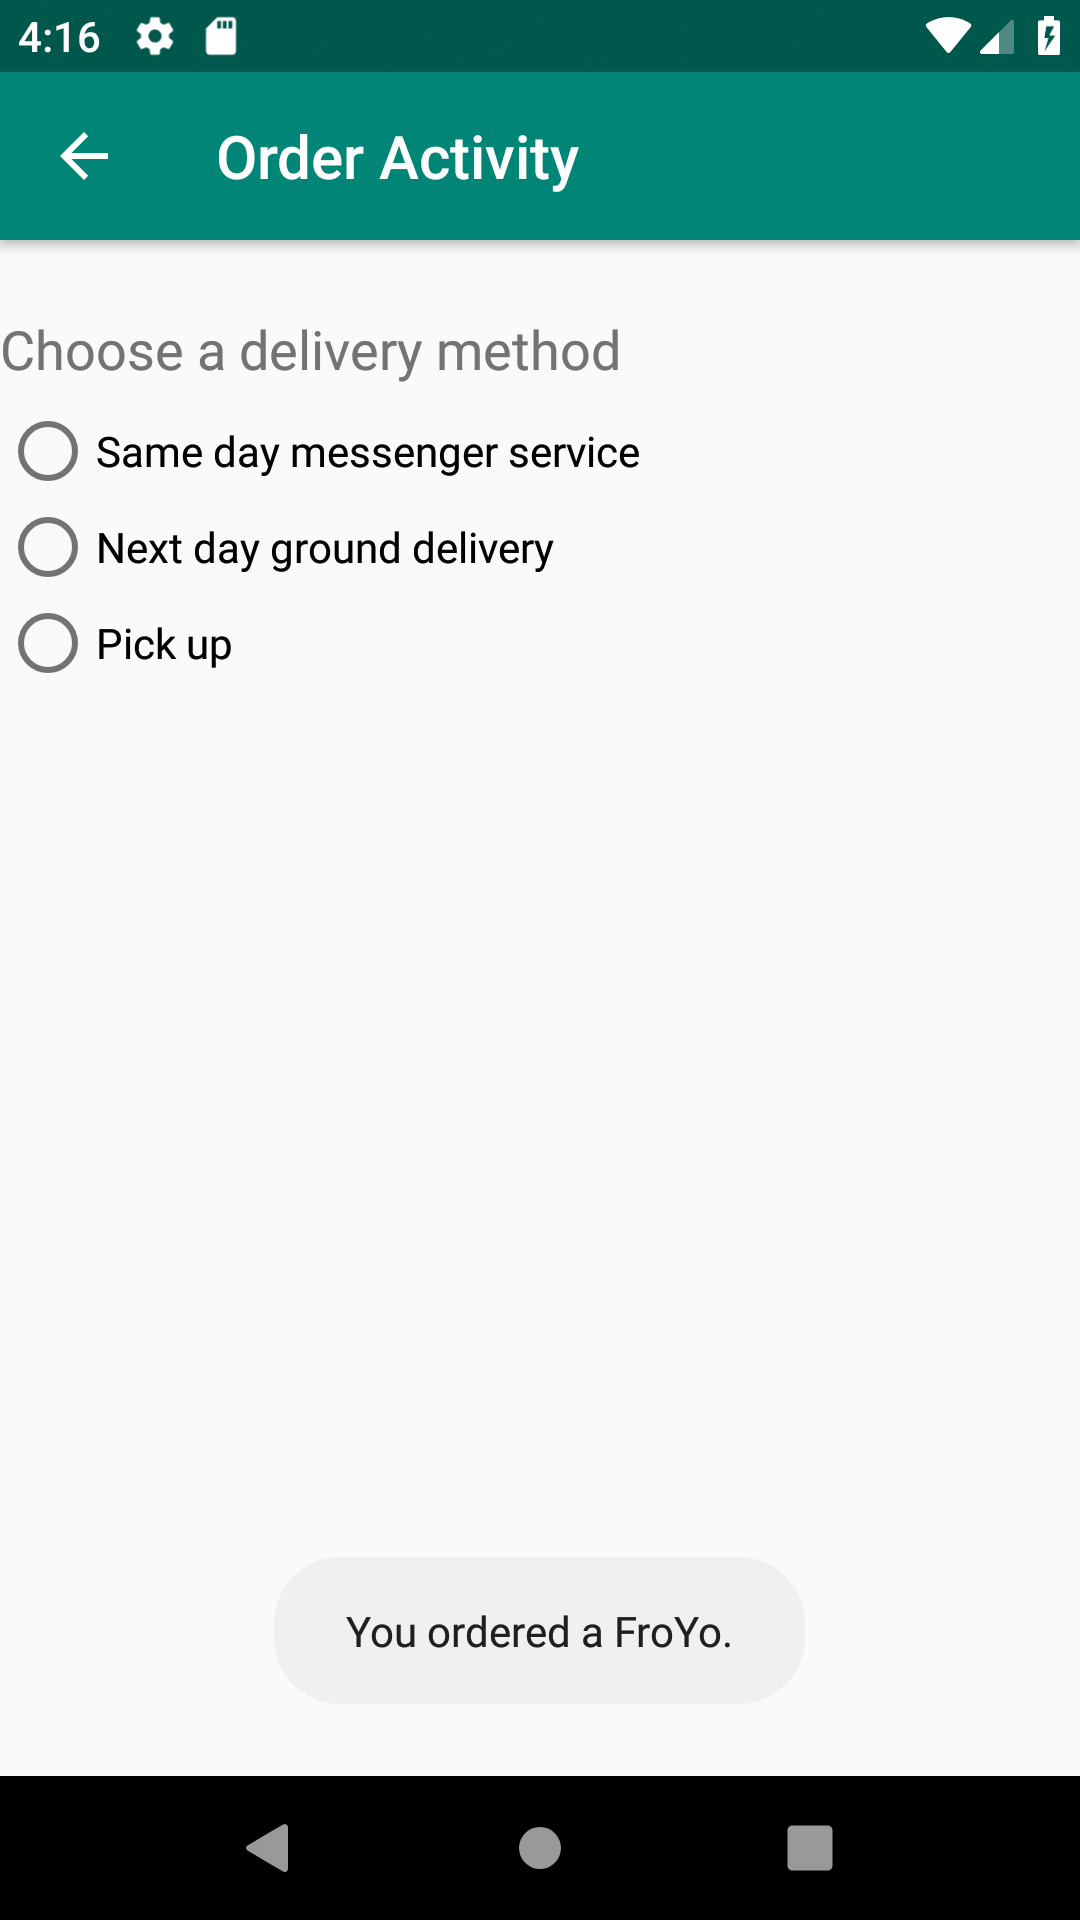 4:16
Order Activity
Choose a delivery method
Same day messenger service
Next day ground delivery
Pick up
You ordered a FroYo.